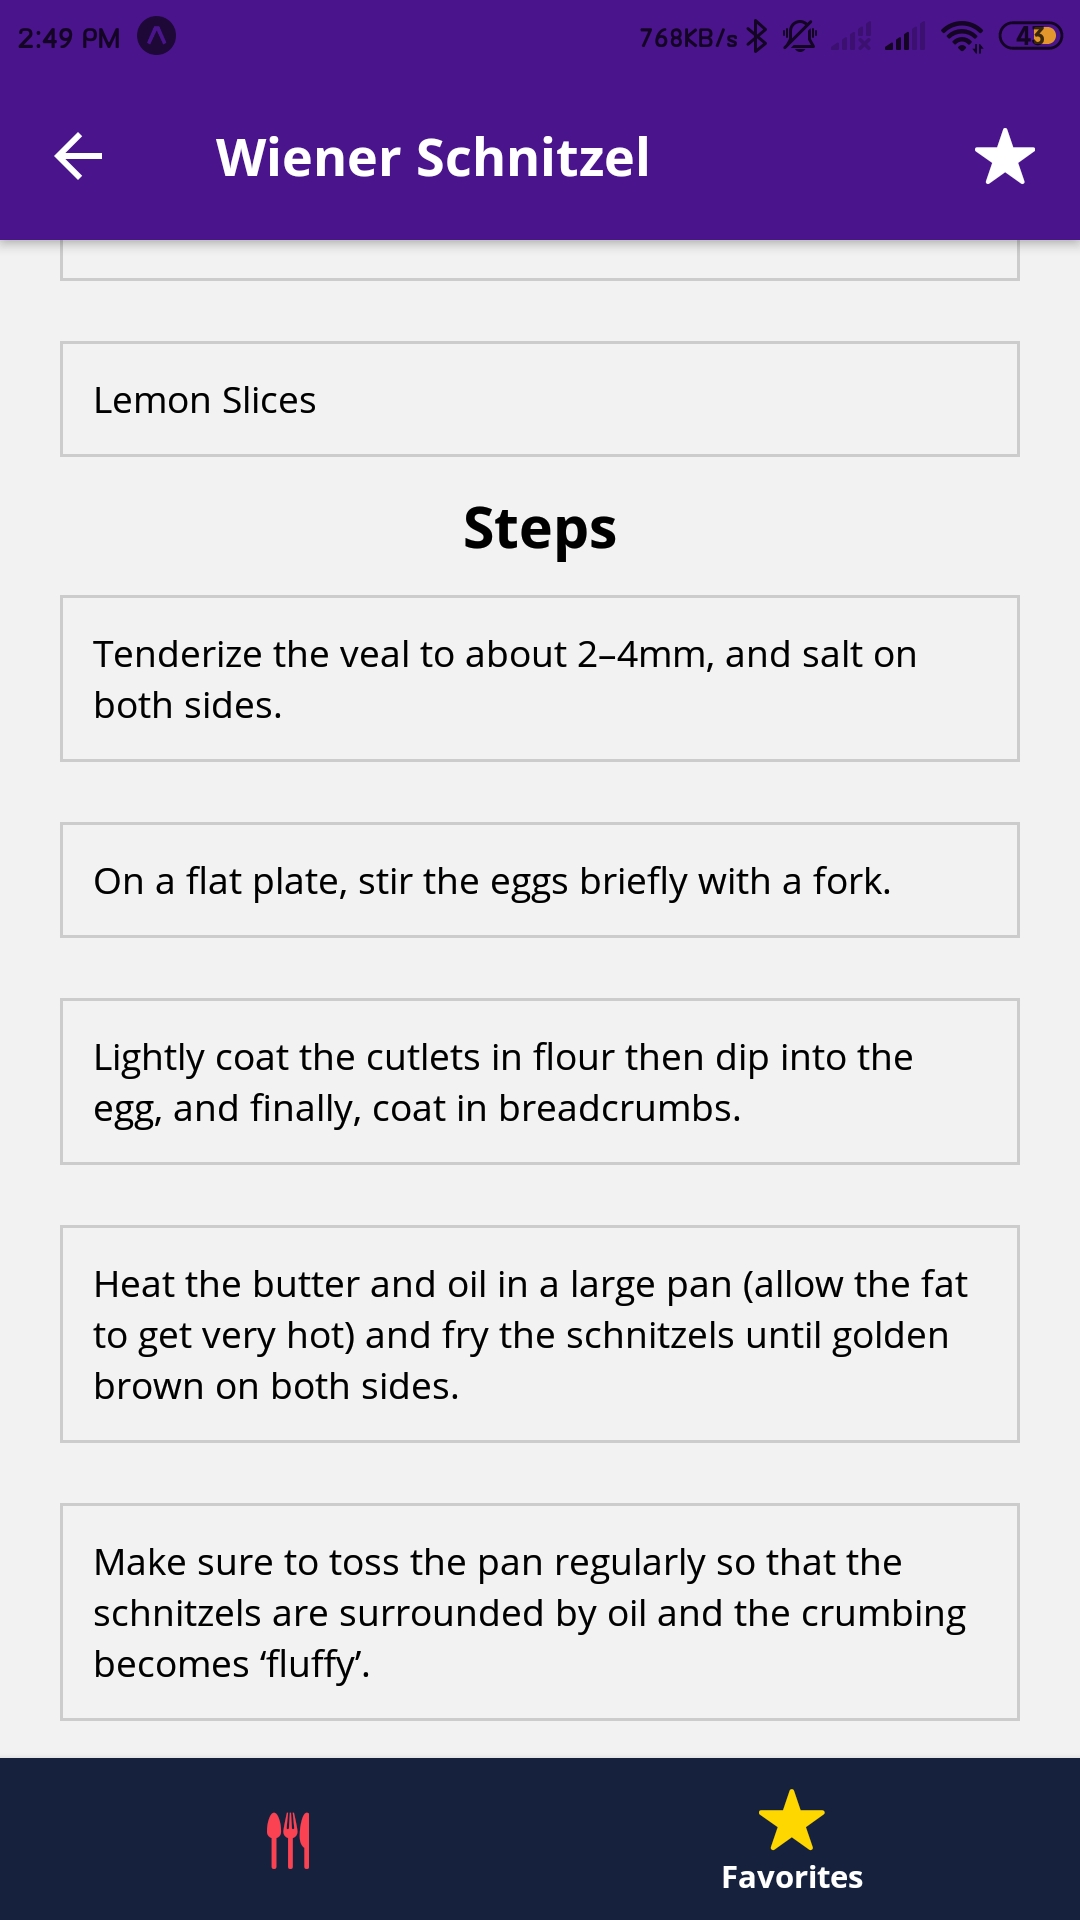 2:49 PM
768KB/s
43
Wiener Schnitzel
Lemon Slices
Steps
Tenderize the veal to about 2–4mm, and salt on
both sides.
On a flat plate, stir the eggs briefly with a fork.
Lightly coat the cutlets in flour then dip into the
egg, and finally, coat in breadcrumbs.
Heat the butter and oil in a large pan (allow the fat
to get very hot) and fry the schnitzels until golden
brown on both sides.
Make sure to toss the pan regularly so that the
schnitzels are surrounded by oil and the crumbing
becomes ‘fluffy’.
Favorites